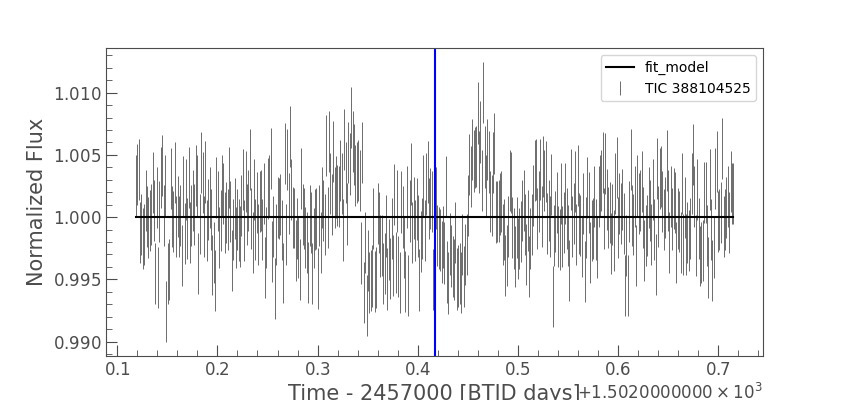 fit_model
TIC 388104525
Normalized Flux
1.010
1.005
1.000
0.995
0.990
0.1 0.2 0.3 0.4 0.5 0.6 0.7
Time - 2457000 [BTJD days]
+1.5020000000 × 10³